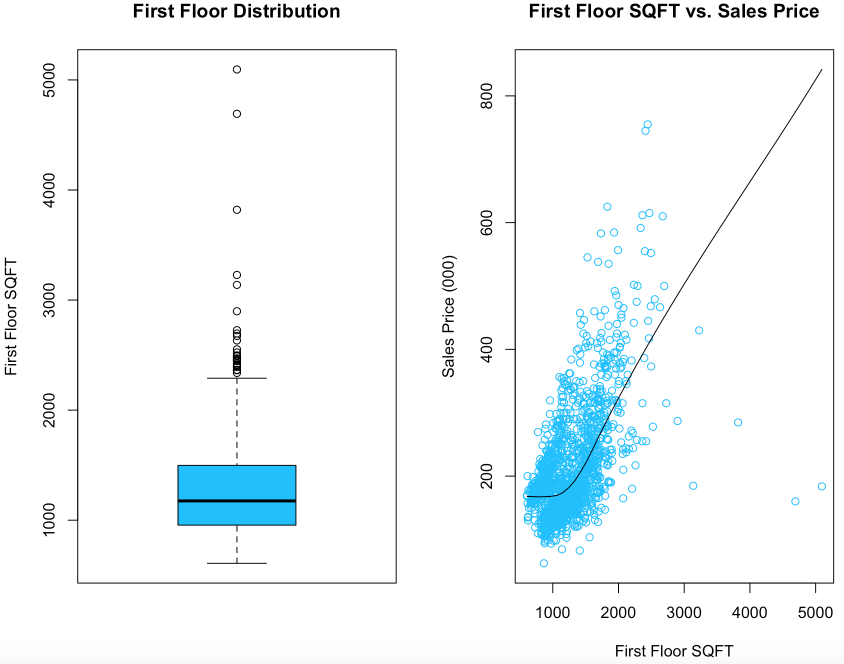 First Floor Distribution
First Floor SQFT
5000
4000
3000
2000
1000
First Floor SQFT vs. Sales Price
Sales Price (000)
800
600
400
200
1000 2000 3000 4000 5000
First Floor SQFT